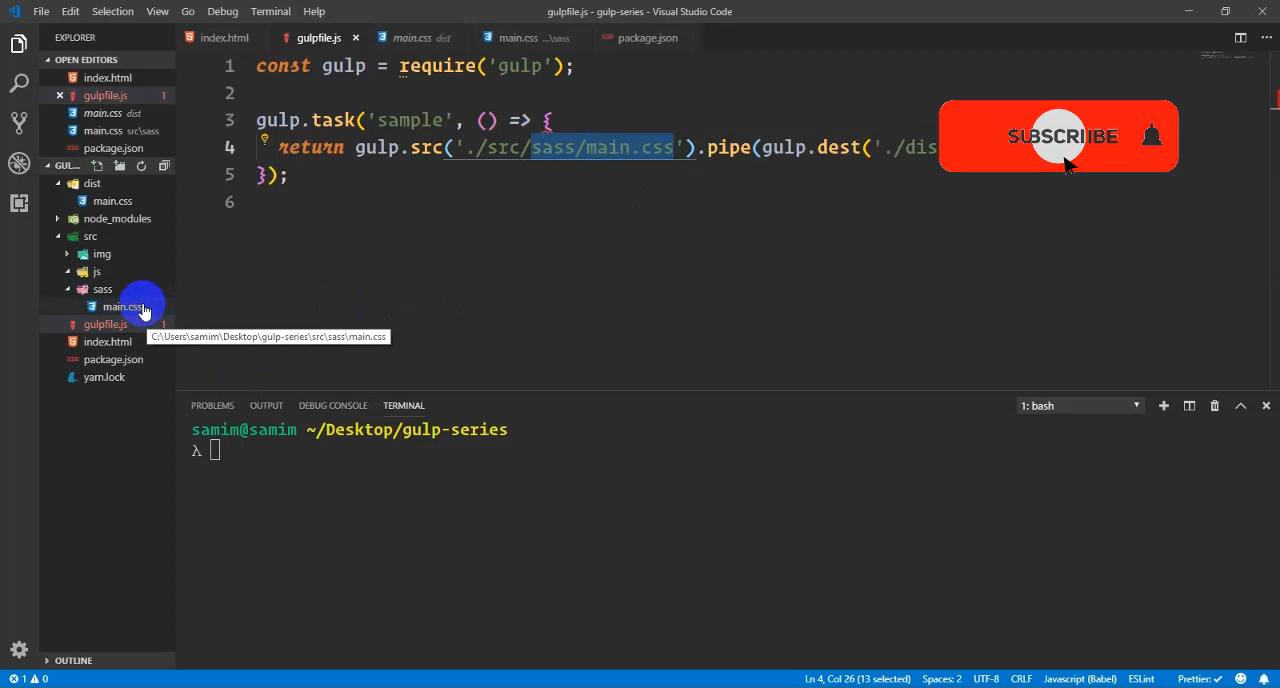 File Edit Selection View Go Debug Terminal Help
gulpfile.js - gulp-series - Visual Studio Code
EXPLORER
OPEN EDITORS
index.html
gulpfile.js 1
main.css dist
main.css src\sass
package.json
GUL...
dist
main.css
node_modules
src
img
js
sass
main.css
gulpfile.js 1
index.html
package.json
yarn.lock
OUTLINE
index.html gulpfile.js main.css dist main.css ...\sass package.json
1 const gulp = require('gulp');
2
3 gulp.task('sample', () => {
4 return gulp.src('./src/sass/main.css').pipe(gulp.dest('./dis
5 });
6
SUBSCRIBE
C:\Users\samim\Desktop\gulp-series\src\sass\main.css
PROBLEMS OUTPUT DEBUG CONSOLE TERMINAL 1: bash
samim@samim ~/Desktop/gulp-series
λ
1 0 Ln 4, Col 26 (13 selected) Spaces: 2 UTF-8 CRLF Javascript (Babel) ESLint Prettier: ✓